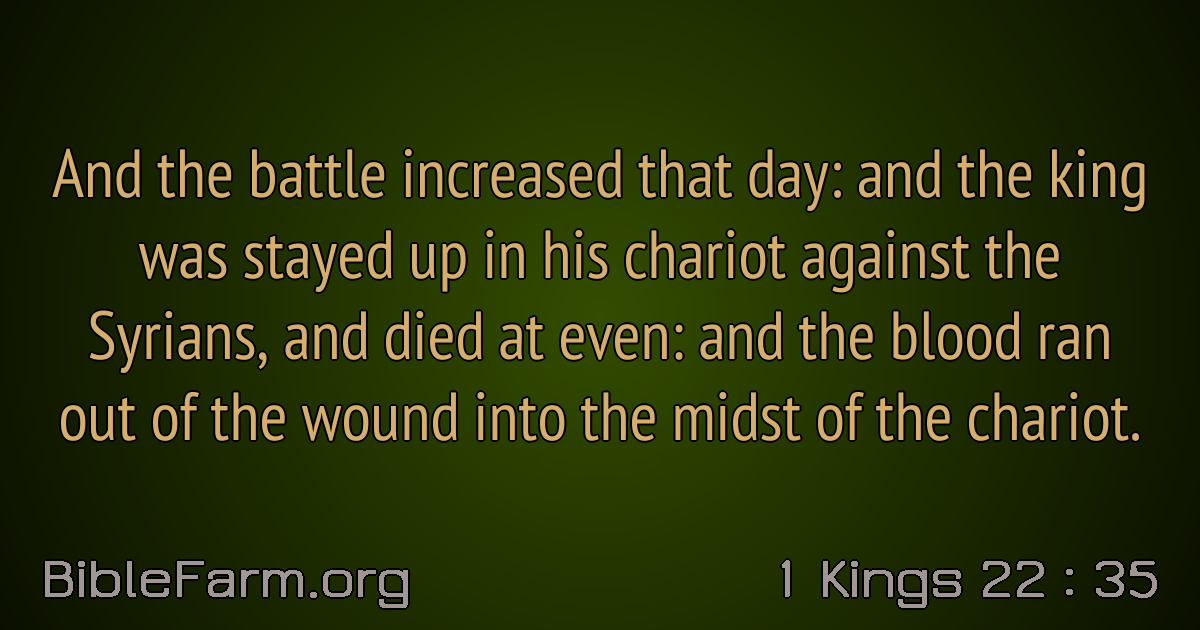 And the battle increased that day: and the king
was stayed up in his chariot against the
Syrians, and died at even: and the blood ran
out of the wound into the midst of the chariot.
BibleFarm.org
1 Kings 22 : 35